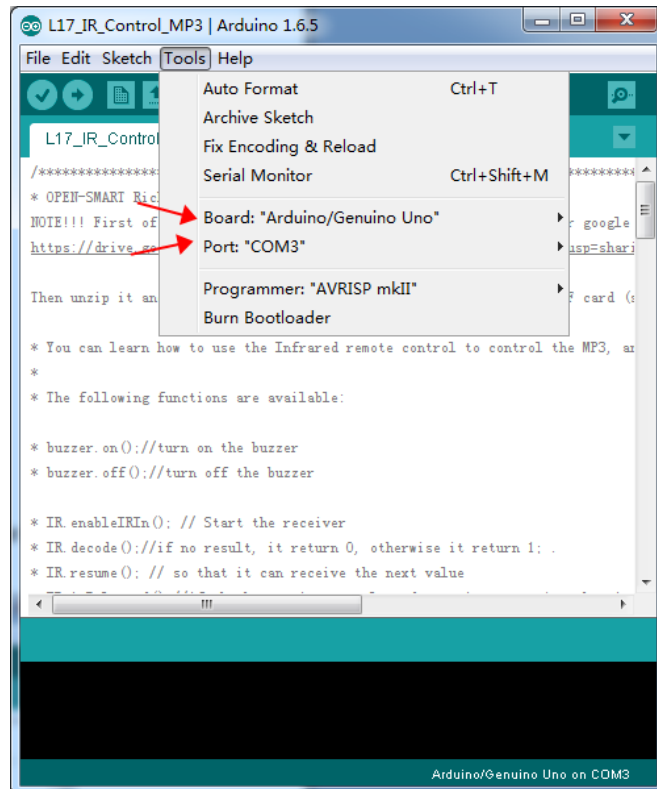 L17_IR_Control_MP3 | Arduino 1.6.5
File Edit Sketch Tools Help
Auto Format Ctrl+T
Archive Sketch
Fix Encoding & Reload
Serial Monitor Ctrl+Shift+M
Board: "Arduino/Genuino Uno"
Port: "COM3"
Programmer: "AVRISP mkII"
Burn Bootloader
L17_IR_Control
/***************
* OPEN-SMART
NOTE!!! First of google
https://drive.go
Then unzip it card
* You can learn how to use the Infrared remote control to control the MP3,
*
* The following functions are available:
* buzzer.on();//turn on the buzzer
* buzzer.off();//turn off the buzzer
* IR.enableIRIn(); // Start the receiver
* IR.decode();//if no result, it return 0, otherwise it return 1; .
* IR.resume(); // so that it can receive the next value
Arduino/Genuino Uno on COM3